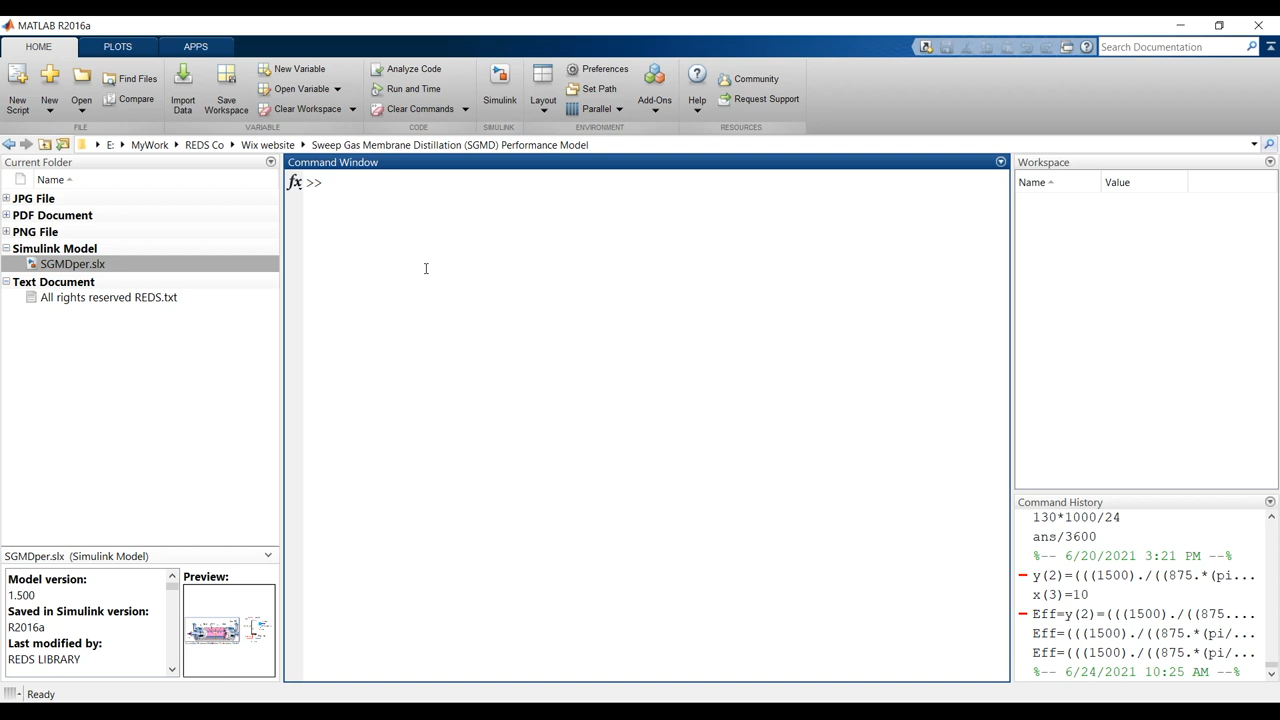 MATLAB R2016a
HOME
PLOTS
APPS
Search Documentation
New Script
New
Open
Find Files
Compare
FILE
Import Data
Save Workspace
New Variable
Open Variable
Clear Workspace
VARIABLE
Analyze Code
Run and Time
Clear Commands
CODE
Simulink
SIMULINK
Layout
Preferences
Set Path
Parallel
ENVIRONMENT
Add-Ons
Help
Community
Request Support
RESOURCES
E: MyWork REDS Co Wix website Sweep Gas Membrane Distillation (SGMD) Performance Model
Current Folder
Name
JPG File
PDF Document
PNG File
Simulink Model
SGMDper.slx
Text Document
All rights reserved REDS.txt
SGMDper.slx (Simulink Model)
Model version:
1.500
Saved in Simulink version:
R2016a
Last modified by:
REDS LIBRARY
Preview:
Command Window
fx >>
Workspace
Name Value
Command History
130*1000/24
ans/3600
%-- 6/20/2021 3:21 PM --%
y(2)=(((1500)./((875.*(pi...
x(3)=10
Eff=y(2)=(((1500)./((875....
Eff=(((1500)./((875.*(pi/...
Eff=(((1500)./((875.*(pi/...
%-- 6/24/2021 10:25 AM --%
Ready